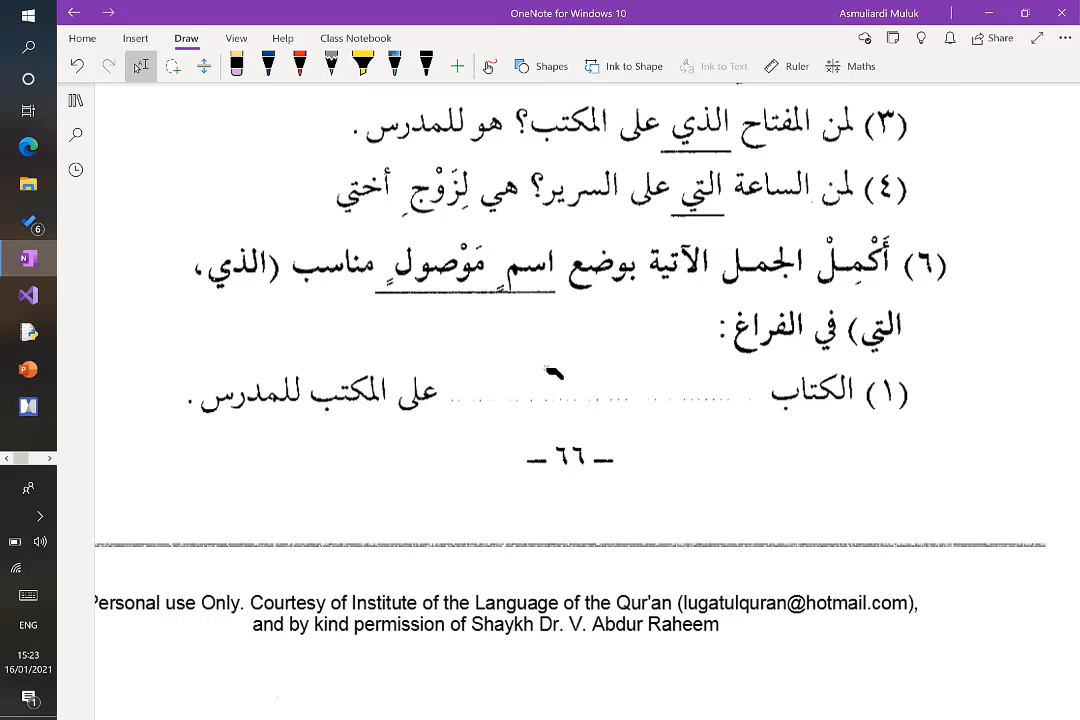 OneNote for Windows 10
Asmuliardi Muluk
Home Insert Draw View Help Class Notebook
Share
Shapes Ink to Shape Ink to Text Ruler Maths
(٣) لمن المفتاح الذي على المكتب؟ هو للمدرس.
(٤) لمن الساعة التي على السرير؟ هي لِزَوْجِ أختي
(٦) أَكْمِلْ الجمل الآتية بوضع اسمٍ مَوْصولٍ مناسب (الذي،
التي) في الفراغ :
(١) الكتاب .......................... على المكتب للمدرس .
– ٦٦ –
Personal use Only. Courtesy of Institute of the Language of the Qur'an (lugatulquran@hotmail.com),
and by kind permission of Shaykh Dr. V. Abdur Raheem
6
ENG
15:23
16/01/2021
1